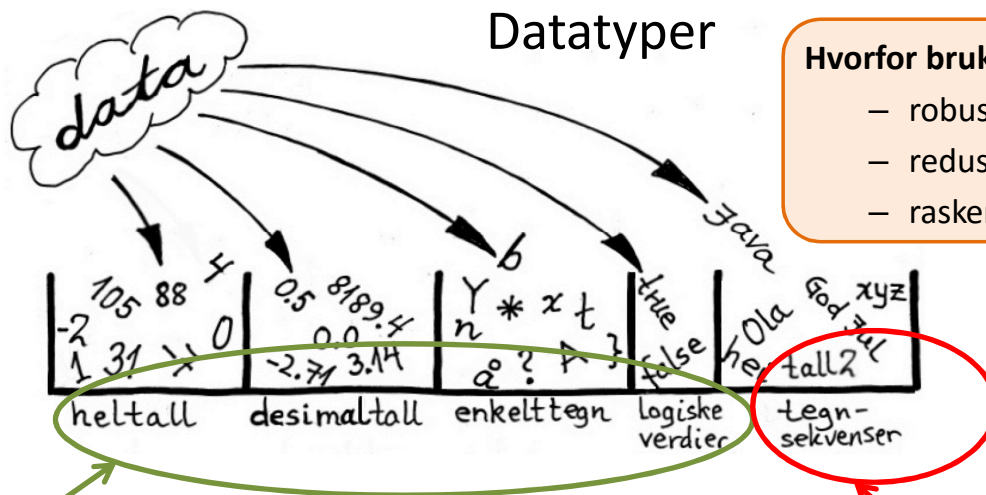 Datatyper
Hvorfor bruk
– robus
– redus
– rasker
data
Java
105 88 4
-2 0
1 31
0.5 8189.4
0.0
-2.71 3.14
b
Y * x t
n
å ? A }
true
false
God Jul
xyz
Ola
hei
tall2
heltall
desimaltall
enkelttegn
logiske
verdier
tegn-
sekvenser